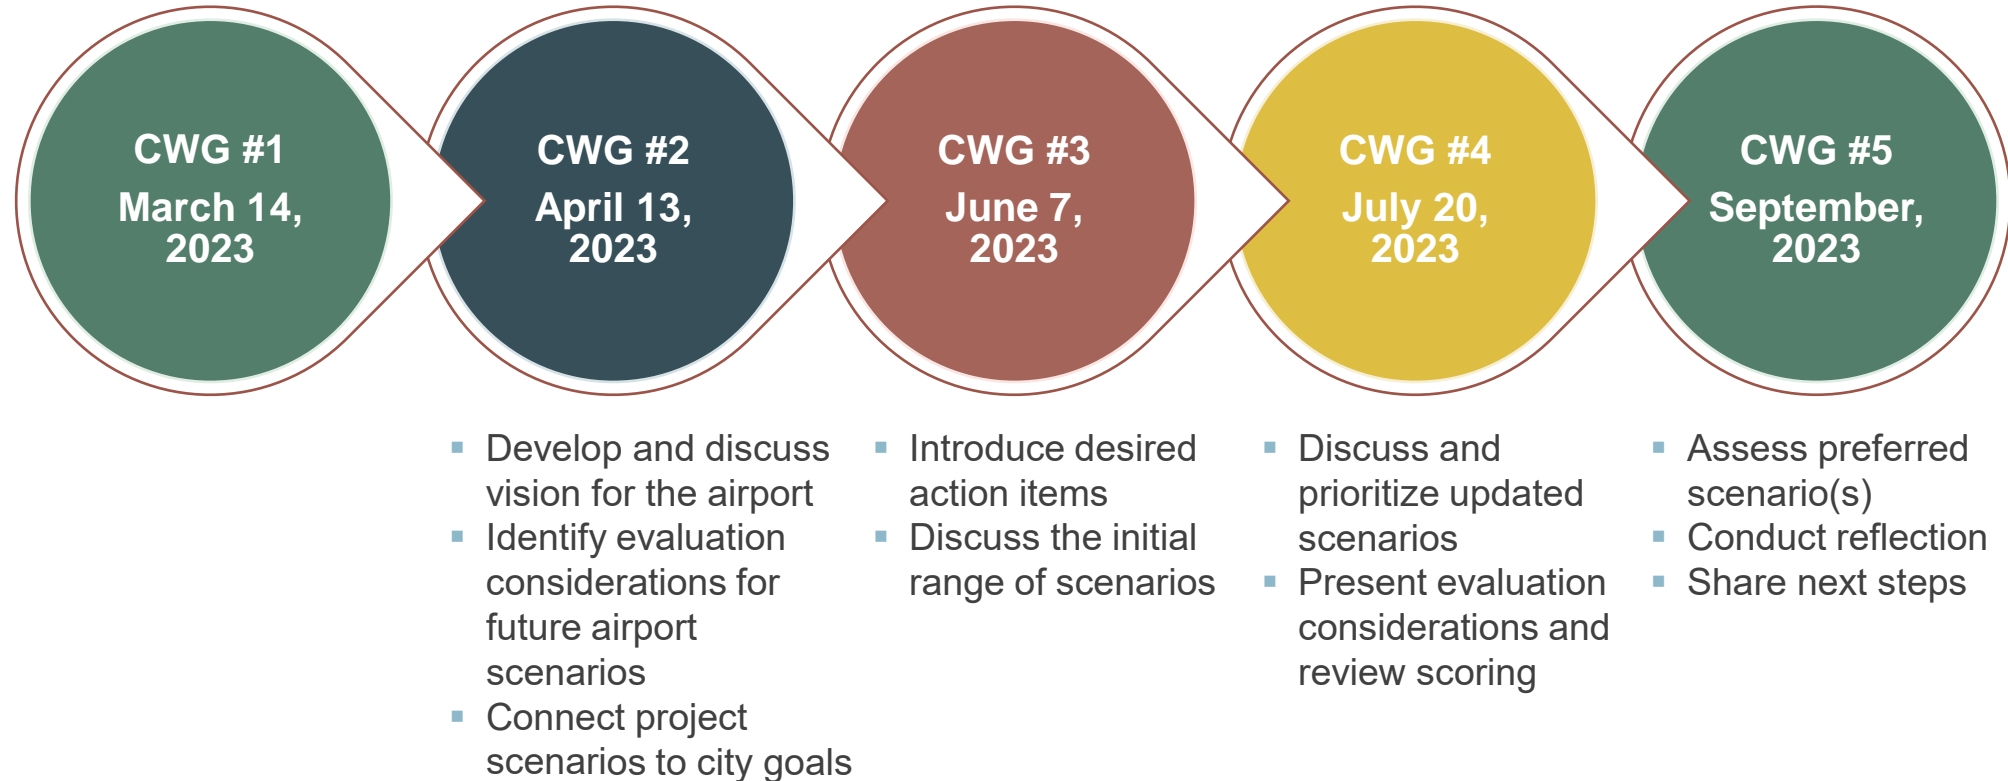 CWG #1
March 14,
2023
CWG #2
April 13,
2023
CWG #3
June 7,
2023
CWG #4
July 20,
2023
CWG #5
September,
2023
▪ Develop and discuss
vision for the airport
▪ Identify evaluation
considerations for
future airport
scenarios
▪ Connect project
scenarios to city goals
▪ Introduce desired
action items
▪ Discuss the initial
range of scenarios
▪ Discuss and
prioritize updated
scenarios
▪ Present evaluation
considerations and
review scoring
▪ Assess preferred
scenario(s)
▪ Conduct reflection
▪ Share next steps